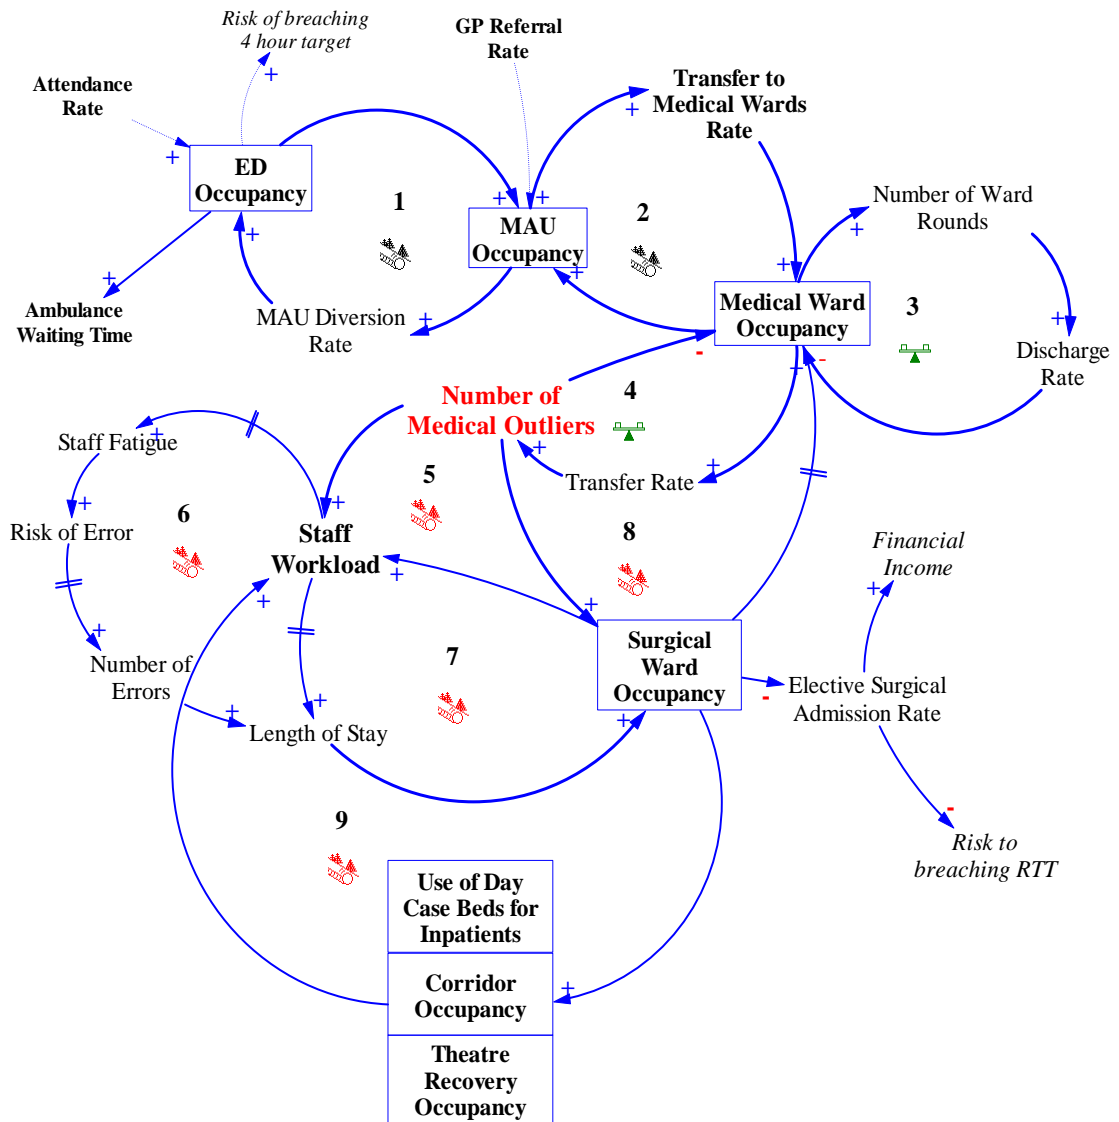 Risk of breaching
4 hour target
GP Referral
Rate
Attendance
Rate
Transfer to
Medical Wards
Rate
+
+
+
ED
Occupancy
Number of Ward
Rounds
1
2
+
+
MAU
Occupancy
+
+
+
+
Medical Ward
Occupancy
3
+
Ambulance
Waiting Time
MAU Diversion
Rate
+
+
Discharge
Rate
-
+
-
Number of
Medical Outliers
4
Staff Fatigue
+
+
Transfer Rate
+
5
6
+
+
Risk of Error
Staff
Workload
8
Financial
Income
+
+
+
+
+
Number of
Errors
Surgical
Ward
Occupancy
7
Elective Surgical
Admission Rate
-
+
+
+
Length of Stay
9
-
Risk to
breaching RTT
Use of Day
Case Beds for
Inpatients
Corridor
Occupancy
+
Theatre
Recovery
Occupancy